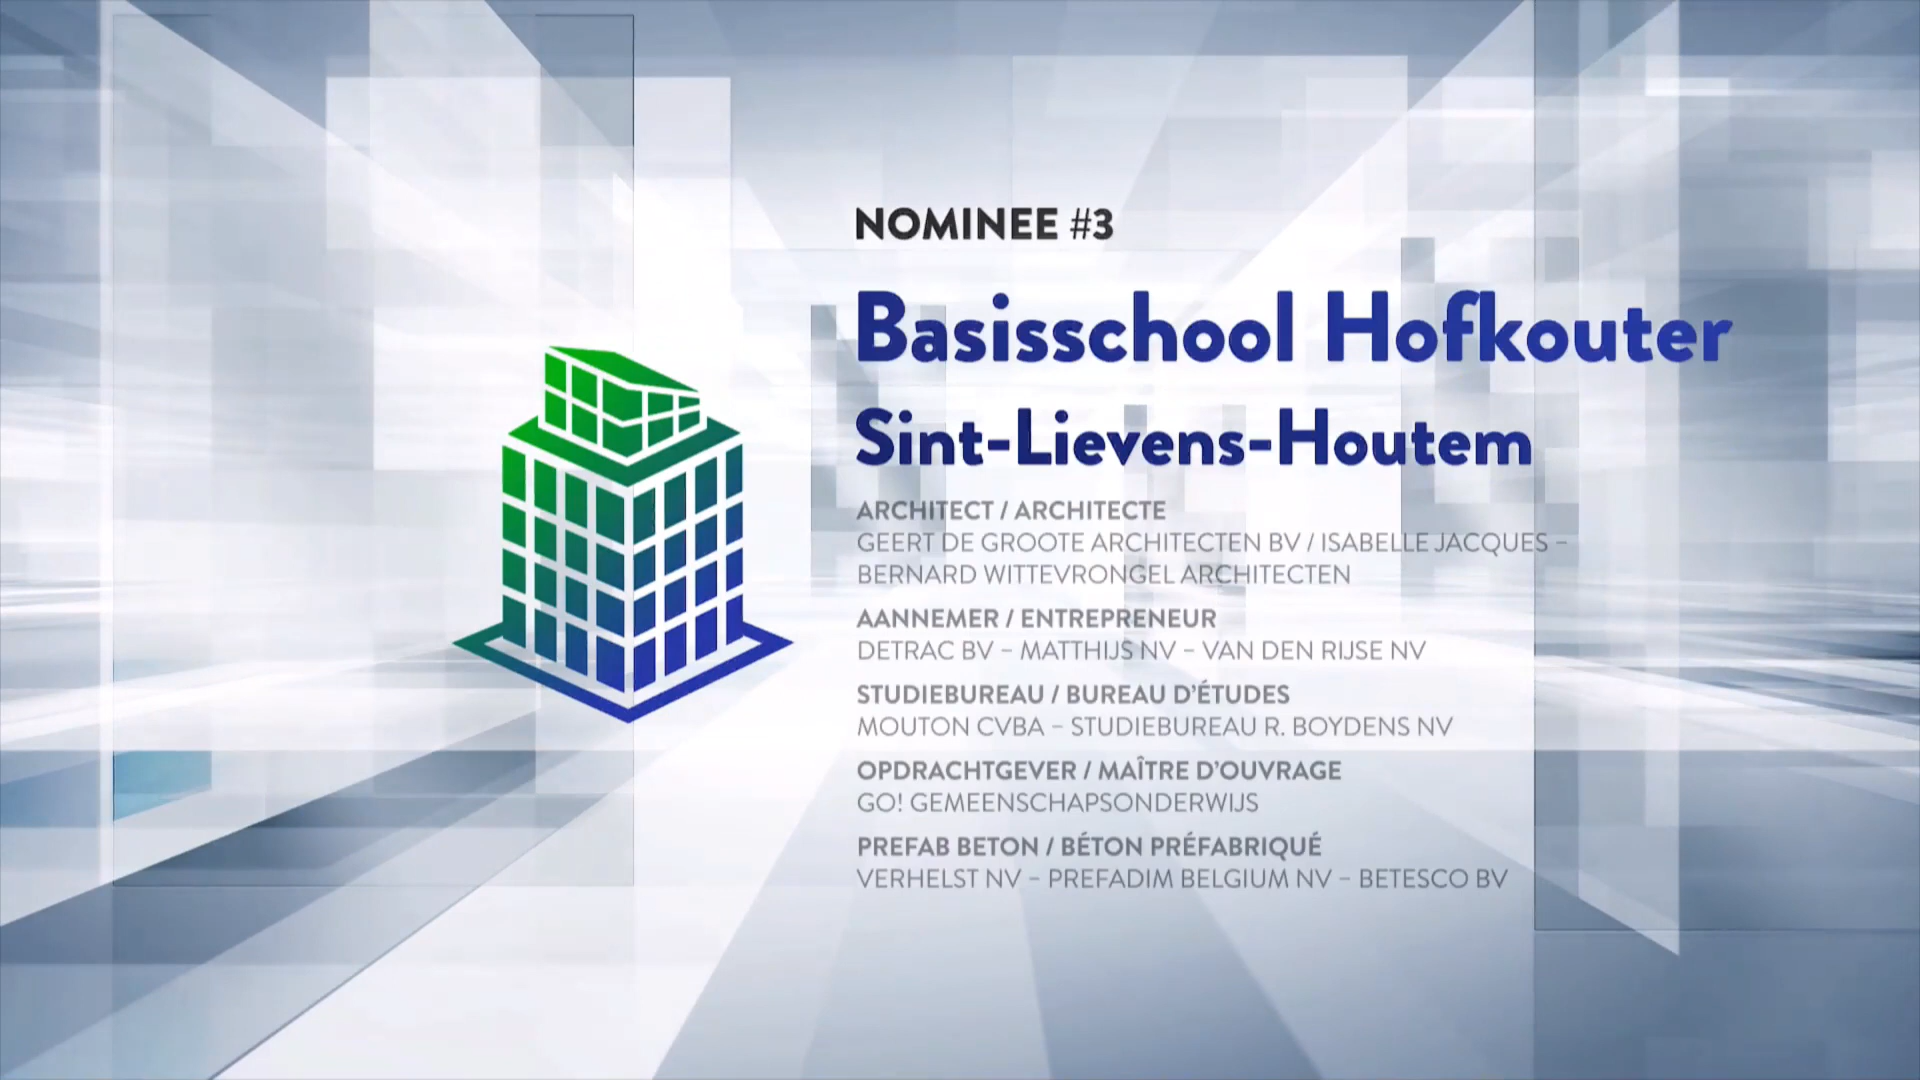 NOMINEE #3
Basisschool Hofkouter
Sint-Lievens-Houtem
ARCHITECT / ARCHITECTE
GEERT DE GROOTE ARCHITECTEN BV / ISABELLE JACQUES –
BERNARD WITTEVRONGEL ARCHITECTEN
AANNEMER / ENTREPRENEUR
DETRAC BV – MATTHIJS NV – VAN DEN RIJSE NV
STUDIEBUREAU / BUREAU D’ÉTUDES
MOUTON CVBA – STUDIEBUREAU R. BOYDENS NV
OPDRACHTGEVER / MAÎTRE D’OUVRAGE
GO! GEMEENSCHAPSONDERWIJS
PREFAB BETON / BÉTON PRÉFABRIQUÉ
VERHELST NV – PREFADIM BELGIUM NV – BETESCO BV